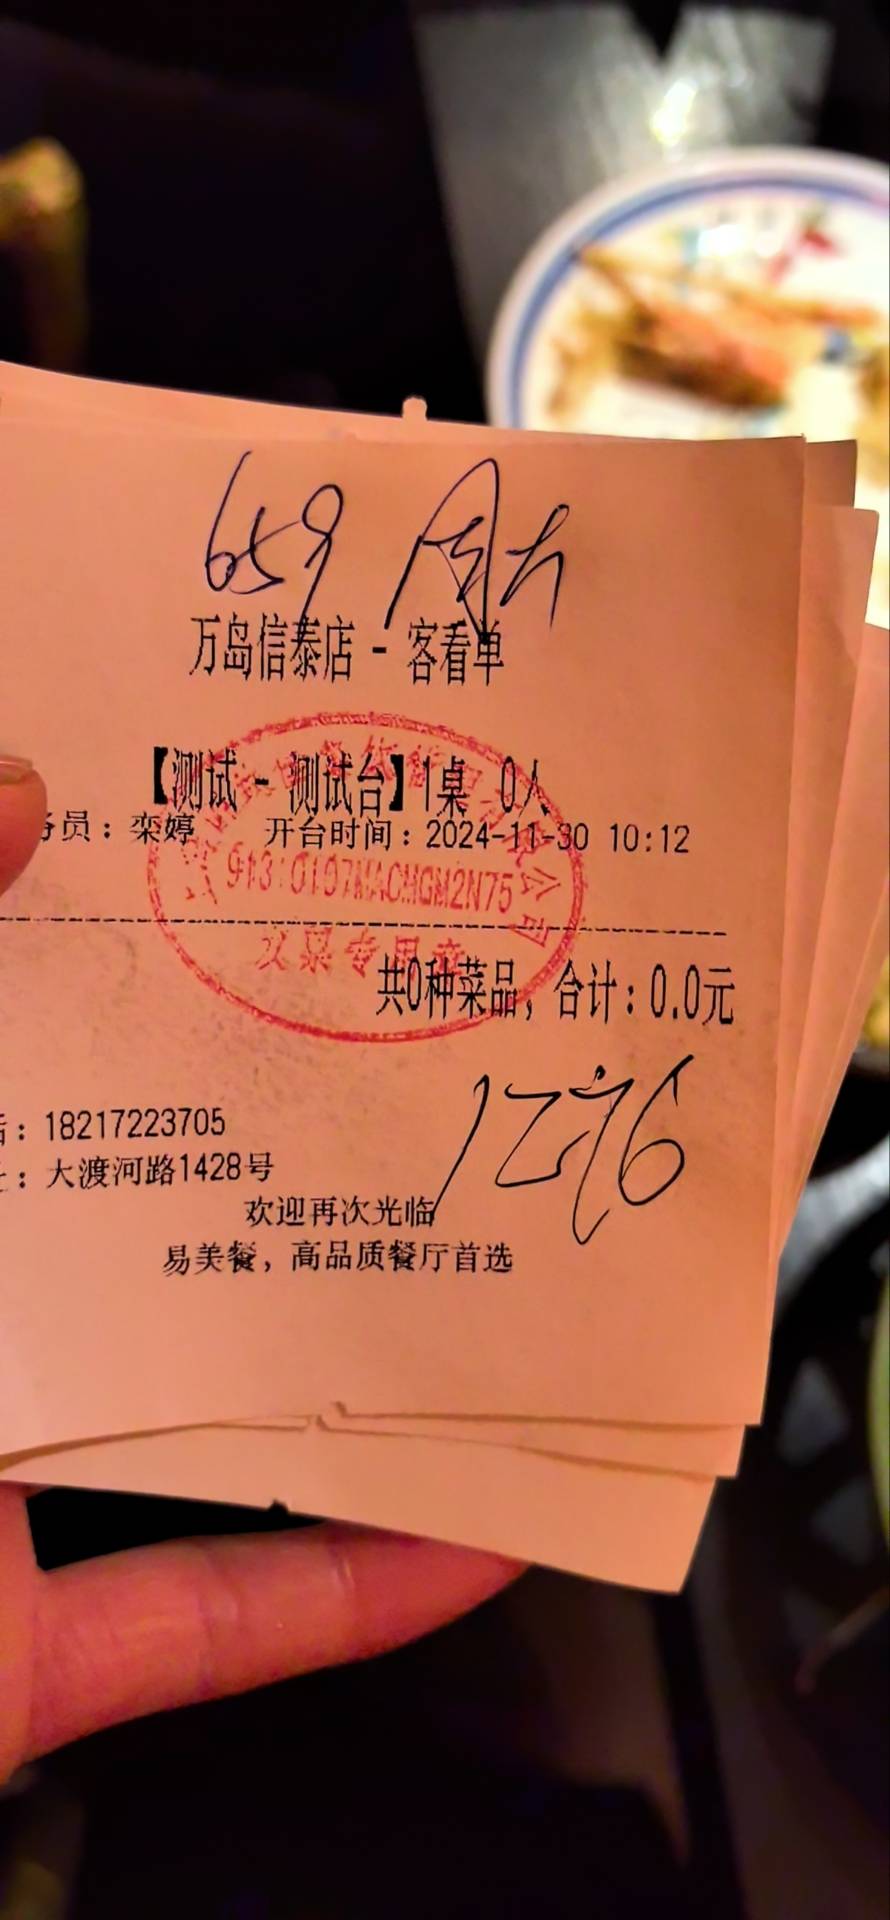 659
万岛信泰店 - 客看单
【测试 - 测试台】1桌 0人
务员：栾婷 开台时间：2024-11-30 10:12
共0种菜品，合计：0.0元
1276
：18217223705
：大渡河路1428号
欢迎再次光临
易美餐，高品质餐厅首选